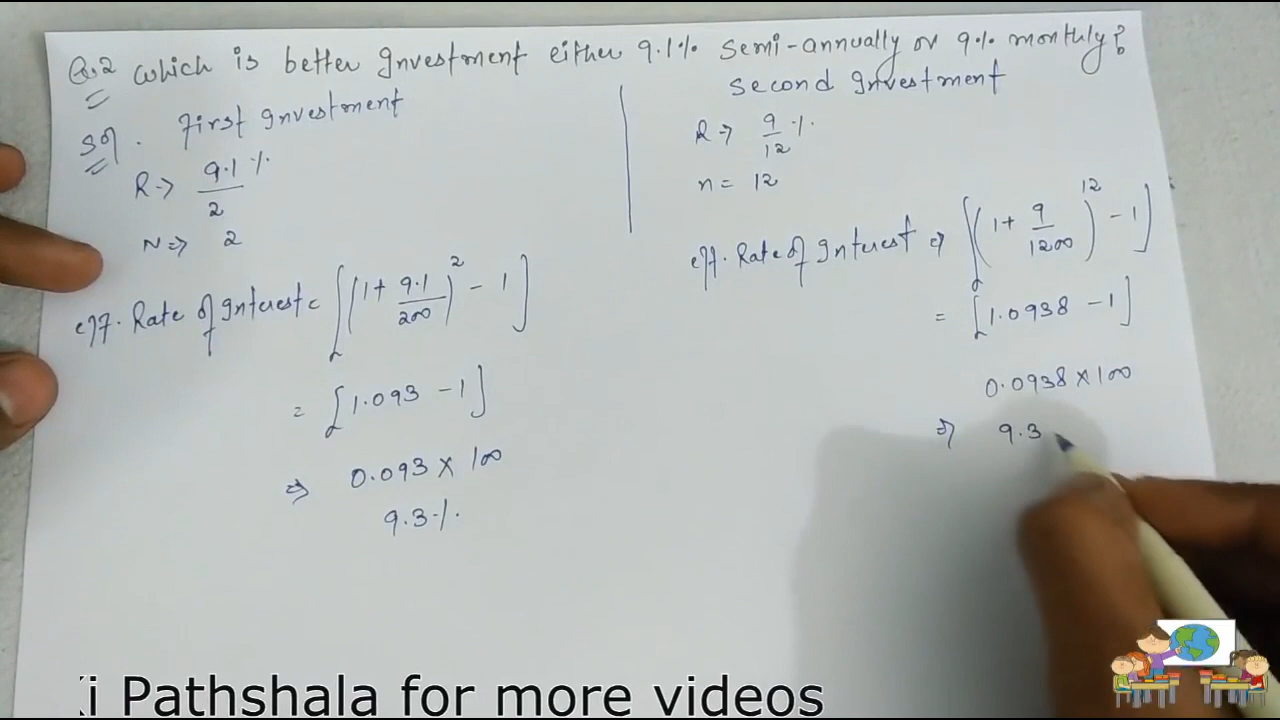 Q.2 which is better Investment either 9.1% Semi-annually or 9% monthly?
Sol. First Investment
R-> 9.1%/2
N=> 2
eff. Rate of Interest = [(1 + 9.1/200)^2 - 1]
= [1.093 - 1]
=> 0.093 x 100
9.3%
Second Investment
R-> 9/12 %
n = 12
eff. Rate of Interest => [(1 + 9/1200)^12 - 1]
= [1.0938 - 1]
0.0938 x 100
=> 9.3
i Pathshala for more videos